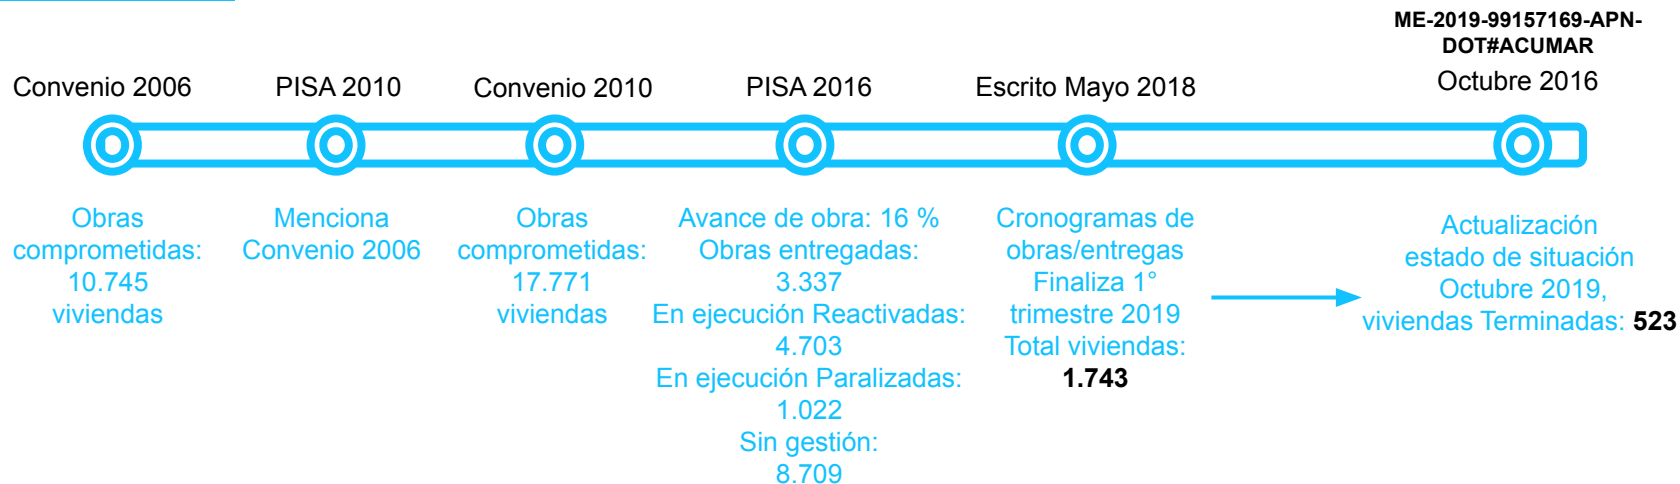 Convenio 2006
Obras
comprometidas:
10.745
viviendas
PISA 2010
Menciona
Convenio 2006
Convenio 2010
Obras
comprometidas:
17.771
viviendas
PISA 2016
Avance de obra: 16 %
Obras entregadas:
3.337
En ejecución Reactivadas:
4.703
En ejecución Paralizadas:
1.022
Sin gestión:
8.709
Escrito Mayo 2018
Cronogramas de
obras/entregas
Finaliza 1°
trimestre 2019
Total viviendas:
1.743
ME-2019-99157169-APN-
DOT#ACUMAR
Octubre 2016
Actualización
estado de situación
Octubre 2019,
viviendas Terminadas: 523